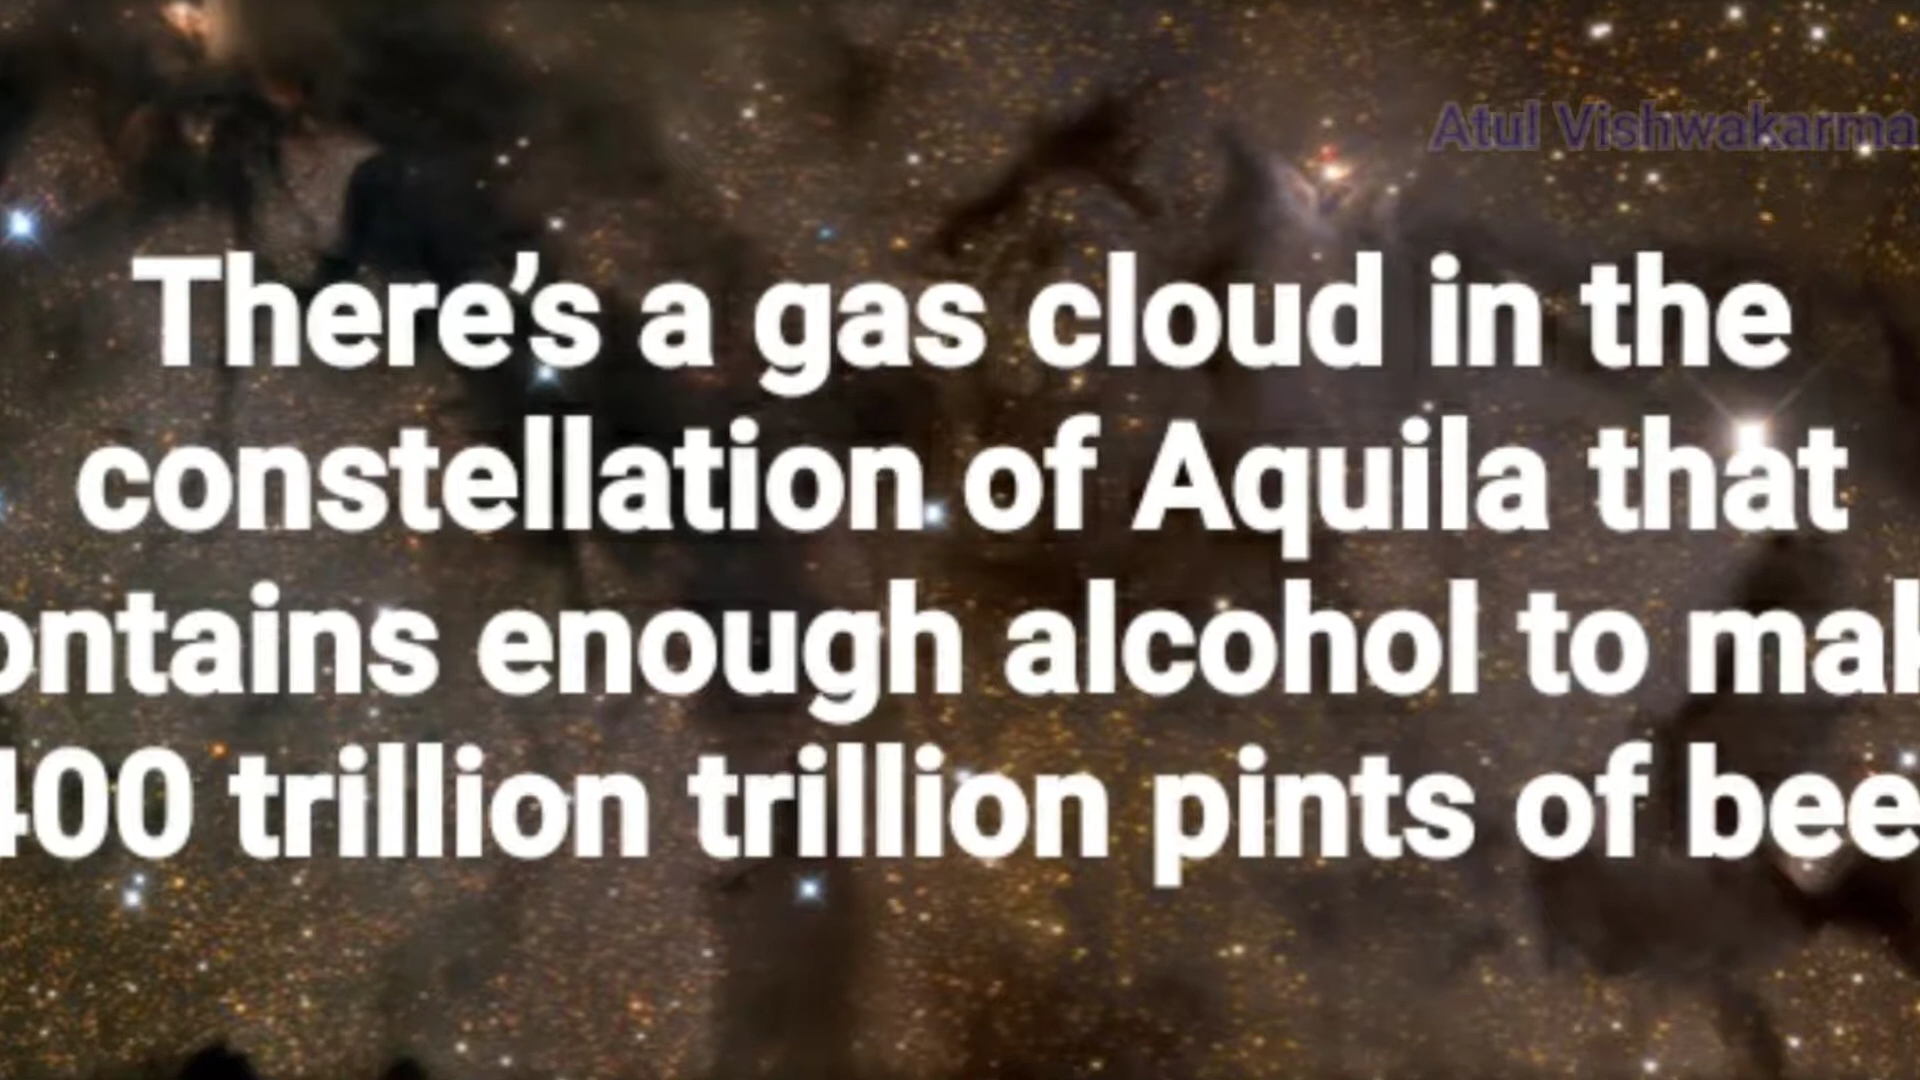 Atul Vishwakarma
There’s a gas cloud in the
constellation of Aquila that
ontains enough alcohol to mak
400 trillion trillion pints of bee